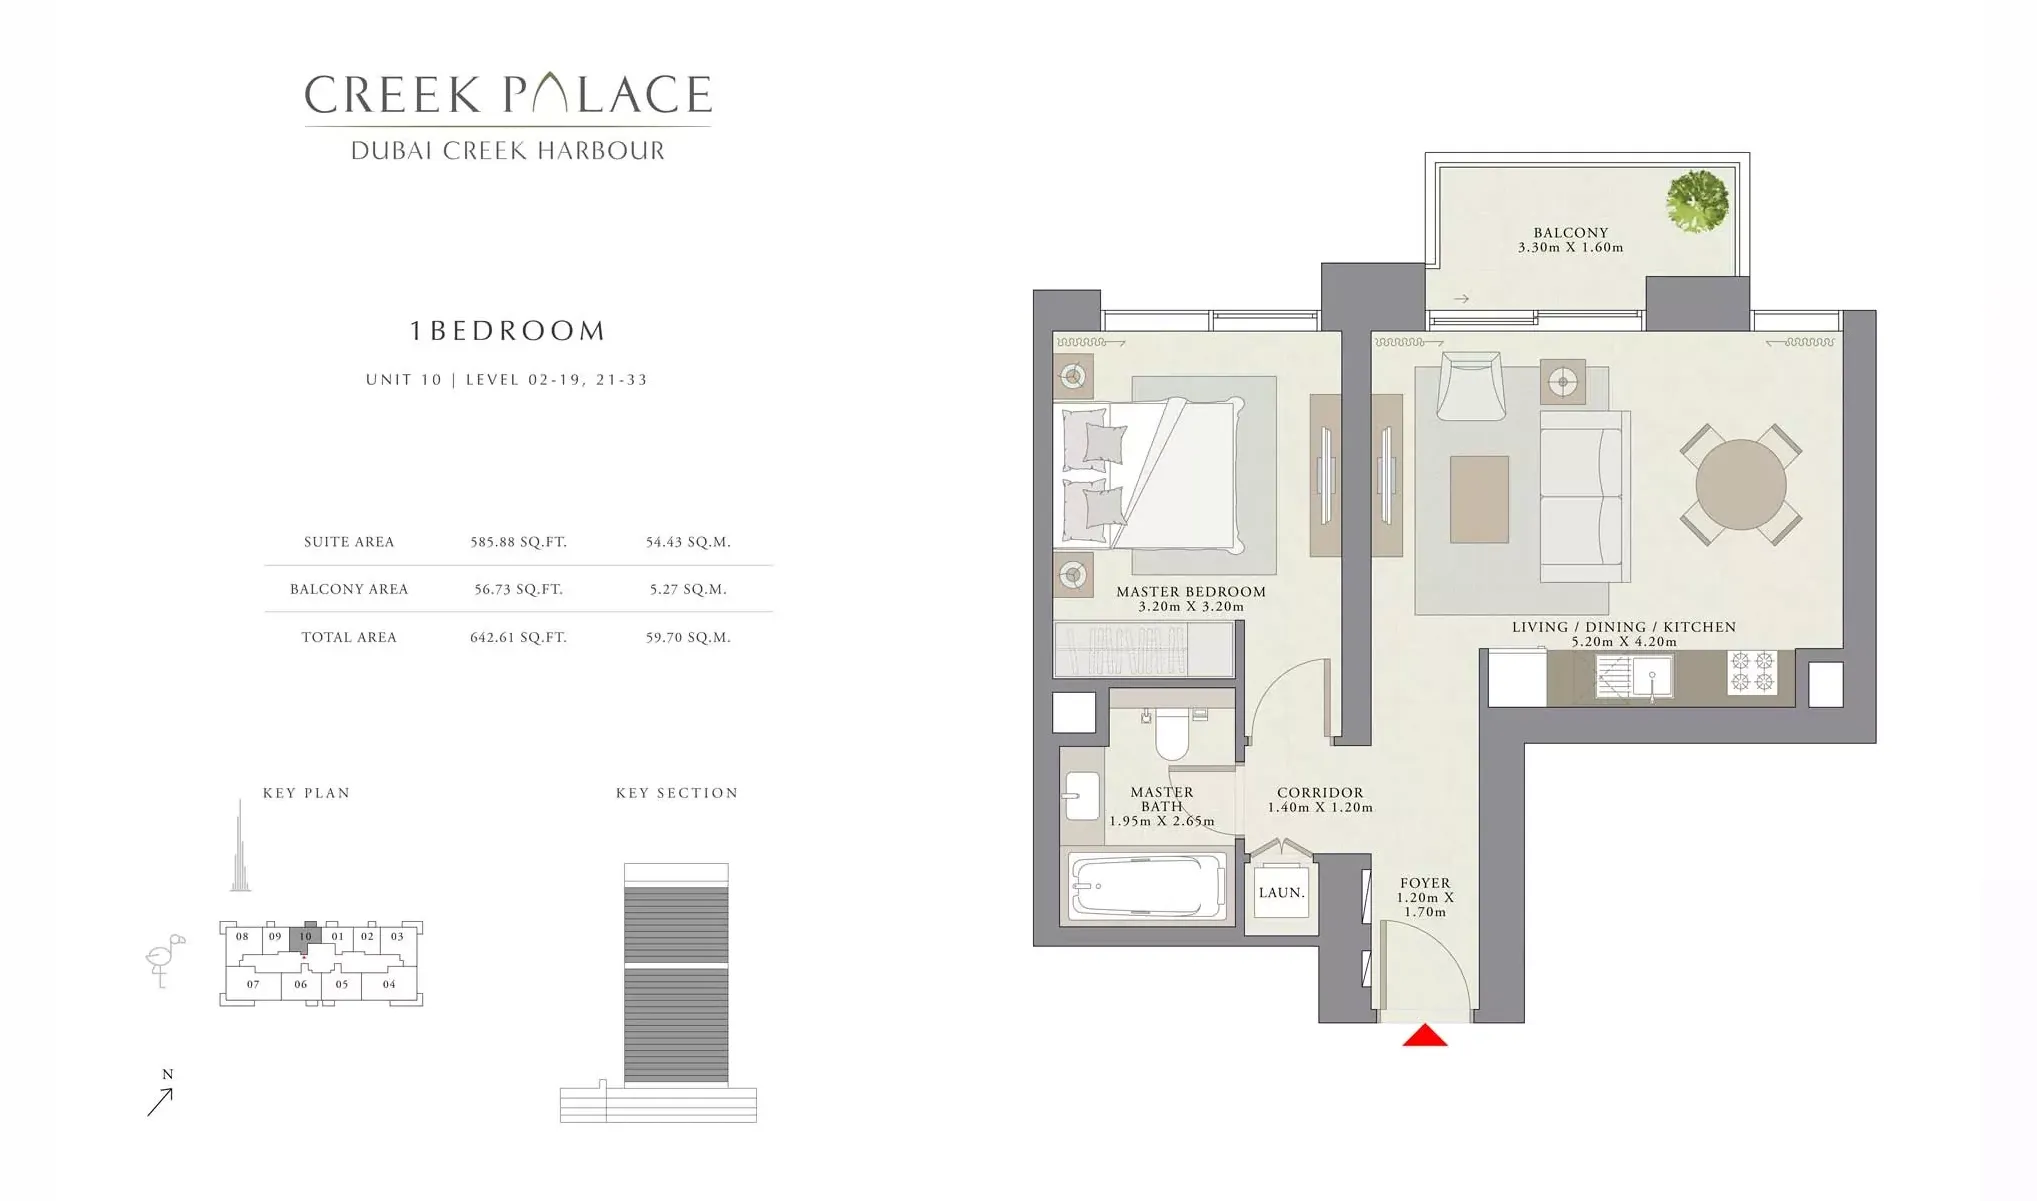 CREEK PALACE
DUBAI CREEK HARBOUR
1 BEDROOM
UNIT 10 | LEVEL 02-19, 21-33
SUITE AREA 585.88 SQ.FT. 54.43 SQ.M.
BALCONY AREA 56.73 SQ.FT. 5.27 SQ.M.
TOTAL AREA 642.61 SQ.FT. 59.70 SQ.M.
KEY PLAN
08 09 10 01 02 03
07 06 05 04
N
KEY SECTION
BALCONY
3.30m X 1.60m
MASTER BEDROOM
3.20m X 3.20m
LIVING / DINING / KITCHEN
5.20m X 4.20m
MASTER
BATH
1.95m X 2.65m
CORRIDOR
1.40m X 1.20m
LAUN.
FOYER
1.20m X
1.70m